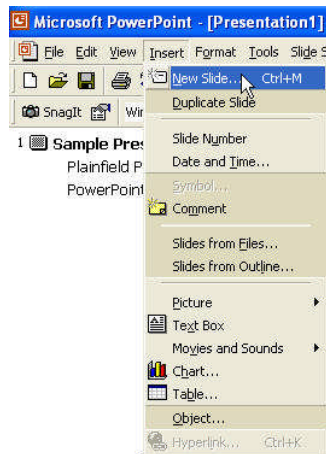 Microsoft PowerPoint - [Presentation1]
File Edit View Insert Format Tools Slide S
New Slide... Ctrl+M
SnagIt
Duplicate Slide
1 Sample Pres
Slide Number
Plainfield P
Date and Time...
PowerPoint
Symbol...
Comment
Slides from Files...
Slides from Outline...
Picture
Text Box
Movies and Sounds
Chart...
Table...
Object...
Hyperlink... Ctrl+K